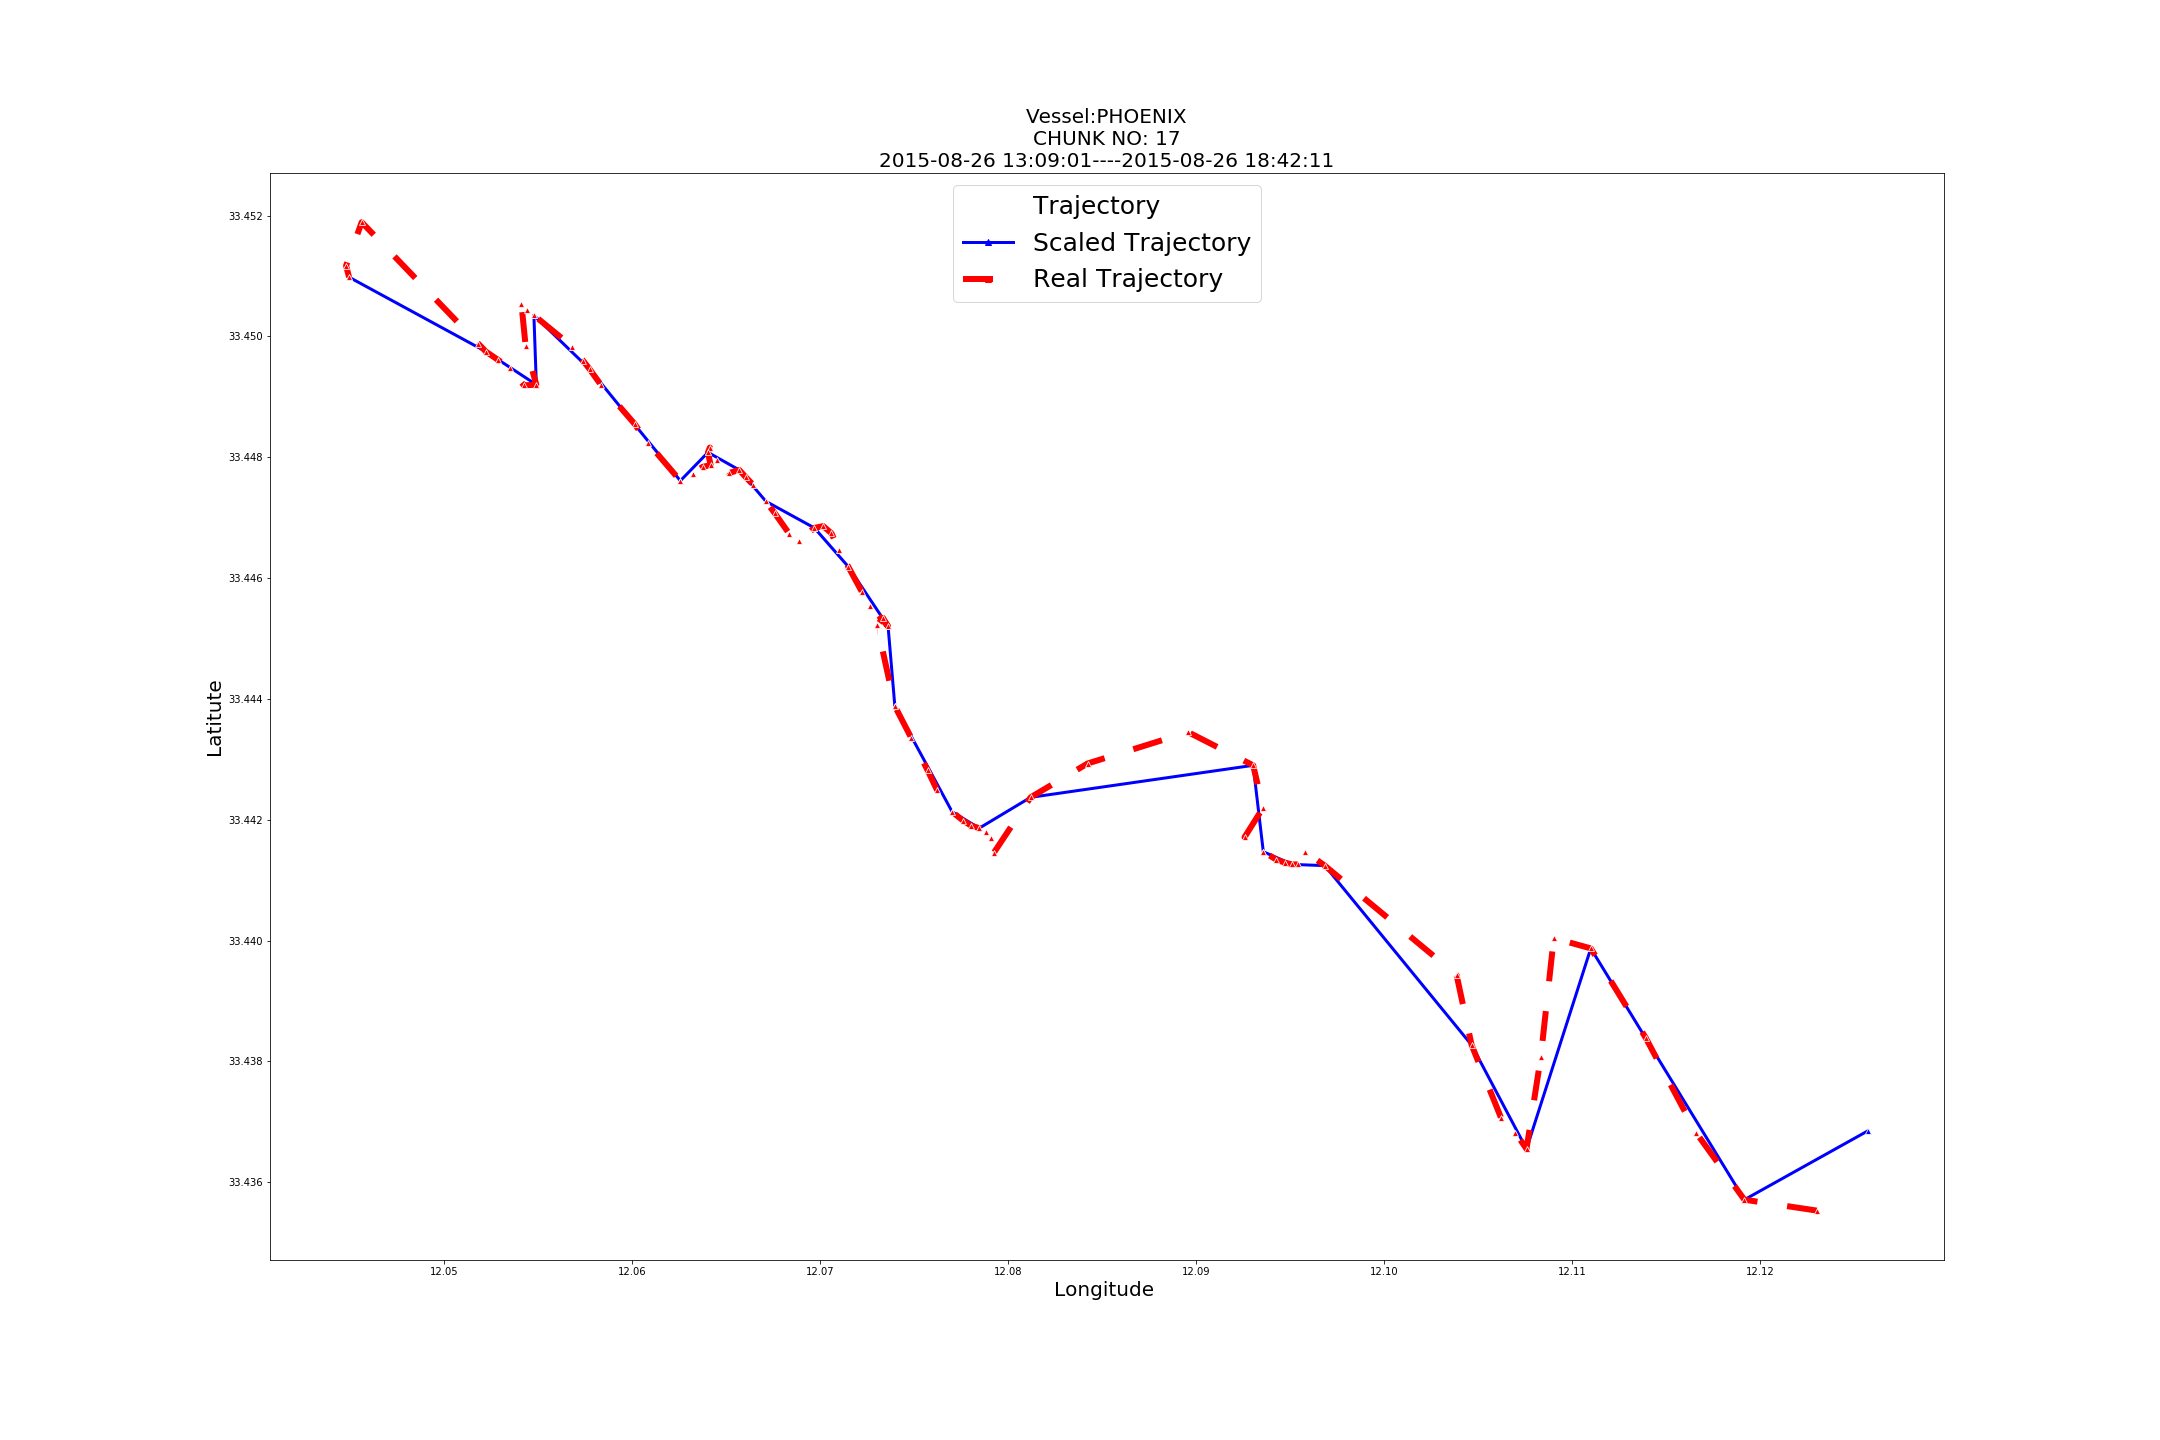 Vessel:PHOENIX
CHUNK NO: 17
2015-08-26 13:09:01----2015-08-26 18:42:11
Trajectory
Scaled Trajectory
Real Trajectory
33.452
33.450
33.448
33.446
33.444
33.442
33.440
33.438
33.436
Latitute
12.05
12.06
12.07
12.08
12.09
12.10
12.11
12.12
Longitude